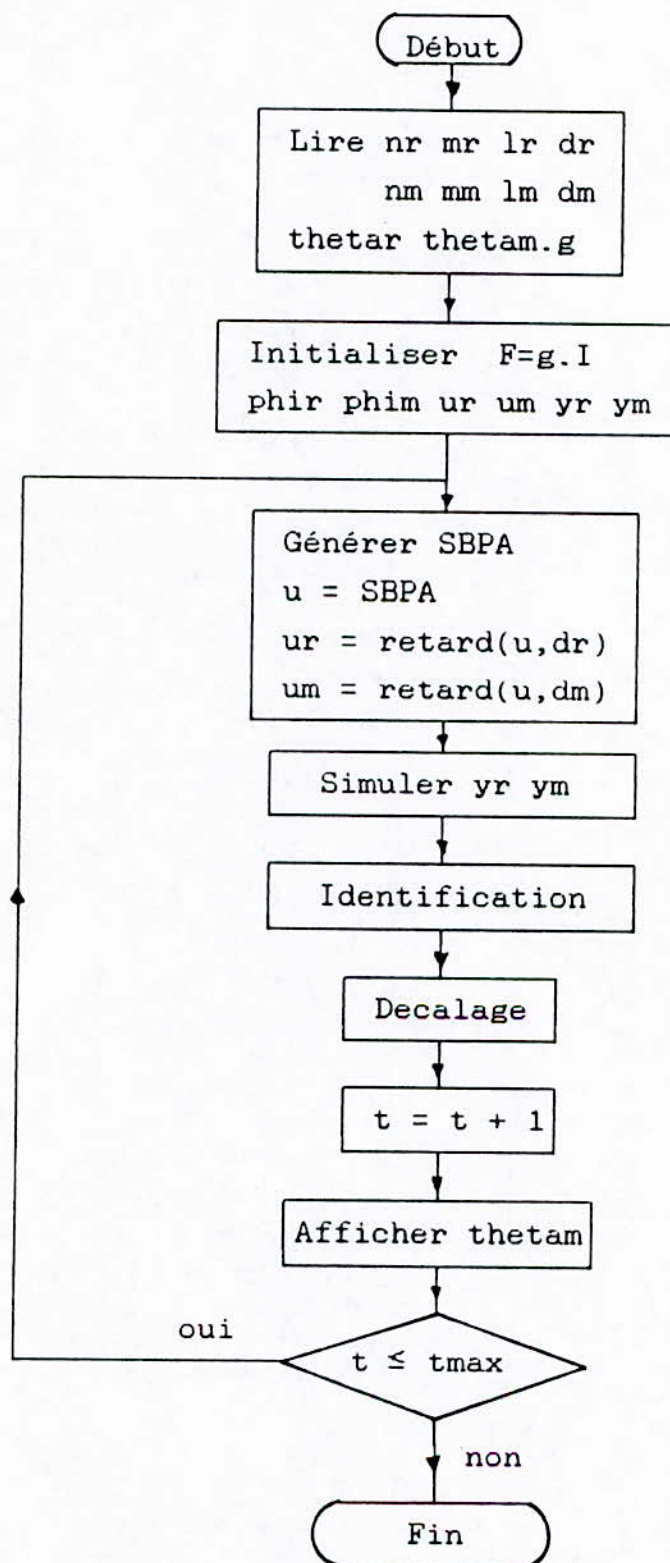 Début
Lire nr mr lr dr
nm mm lm dm
thetar thetam.g
Initialiser F=g.I
phir phim ur um yr ym
Générer SBPA
u = SBPA
ur = retard(u,dr)
um = retard(u,dm)
Simuler yr ym
Identification
Decalage
t = t + 1
Afficher thetam
oui
t ≤ tmax
non
Fin